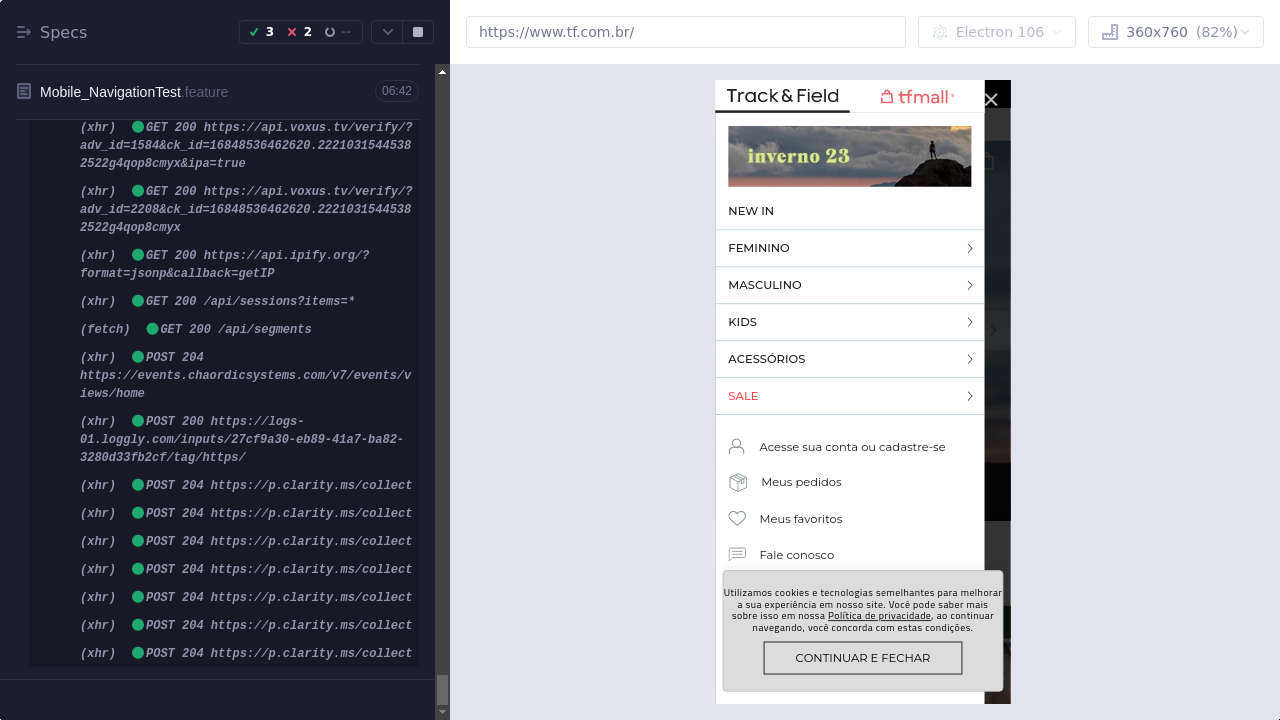 Specs
3
2
--
Mobile_NavigationTest.feature
06:42
(xhr) GET 200 https://api.voxus.tv/verify/?
adv_id=1584&ck_id=16848536462620.2221031544538
2522g4qop8cmyx&ipa=true
(xhr) GET 200 https://api.voxus.tv/verify/?
adv_id=2208&ck_id=16848536462620.2221031544538
2522g4qop8cmyx
(xhr) GET 200 https://api.ipify.org/?
format=jsonp&callback=getIP
(xhr) GET 200 /api/sessions?items=*
(fetch) GET 200 /api/segments
(xhr) POST 204
https://events.chaordicsystems.com/v7/events/v
iews/home
(xhr) POST 200 https://logs-
01.loggly.com/inputs/27cf9a30-eb89-41a7-ba82-
3280d33fb2cf/tag/https/
(xhr) POST 204 https://p.clarity.ms/collect
(xhr) POST 204 https://p.clarity.ms/collect
(xhr) POST 204 https://p.clarity.ms/collect
(xhr) POST 204 https://p.clarity.ms/collect
(xhr) POST 204 https://p.clarity.ms/collect
(xhr) POST 204 https://p.clarity.ms/collect
(xhr) POST 204 https://p.clarity.ms/collect
https://www.tf.com.br/
Electron 106
360x760 (82%)
Track & Field
tfmall
inverno 23
NEW IN
FEMININO
MASCULINO
KIDS
ACESSÓRIOS
SALE
Acesse sua conta ou cadastre-se
Meus pedidos
Meus favoritos
Fale conosco
Utilizamos cookies e tecnologias semelhantes para melhorar
a sua experiência em nosso site. Você pode saber mais
sobre isso em nossa Política de privacidade, ao continuar
navegando, você concorda com estas condições.
CONTINUAR E FECHAR